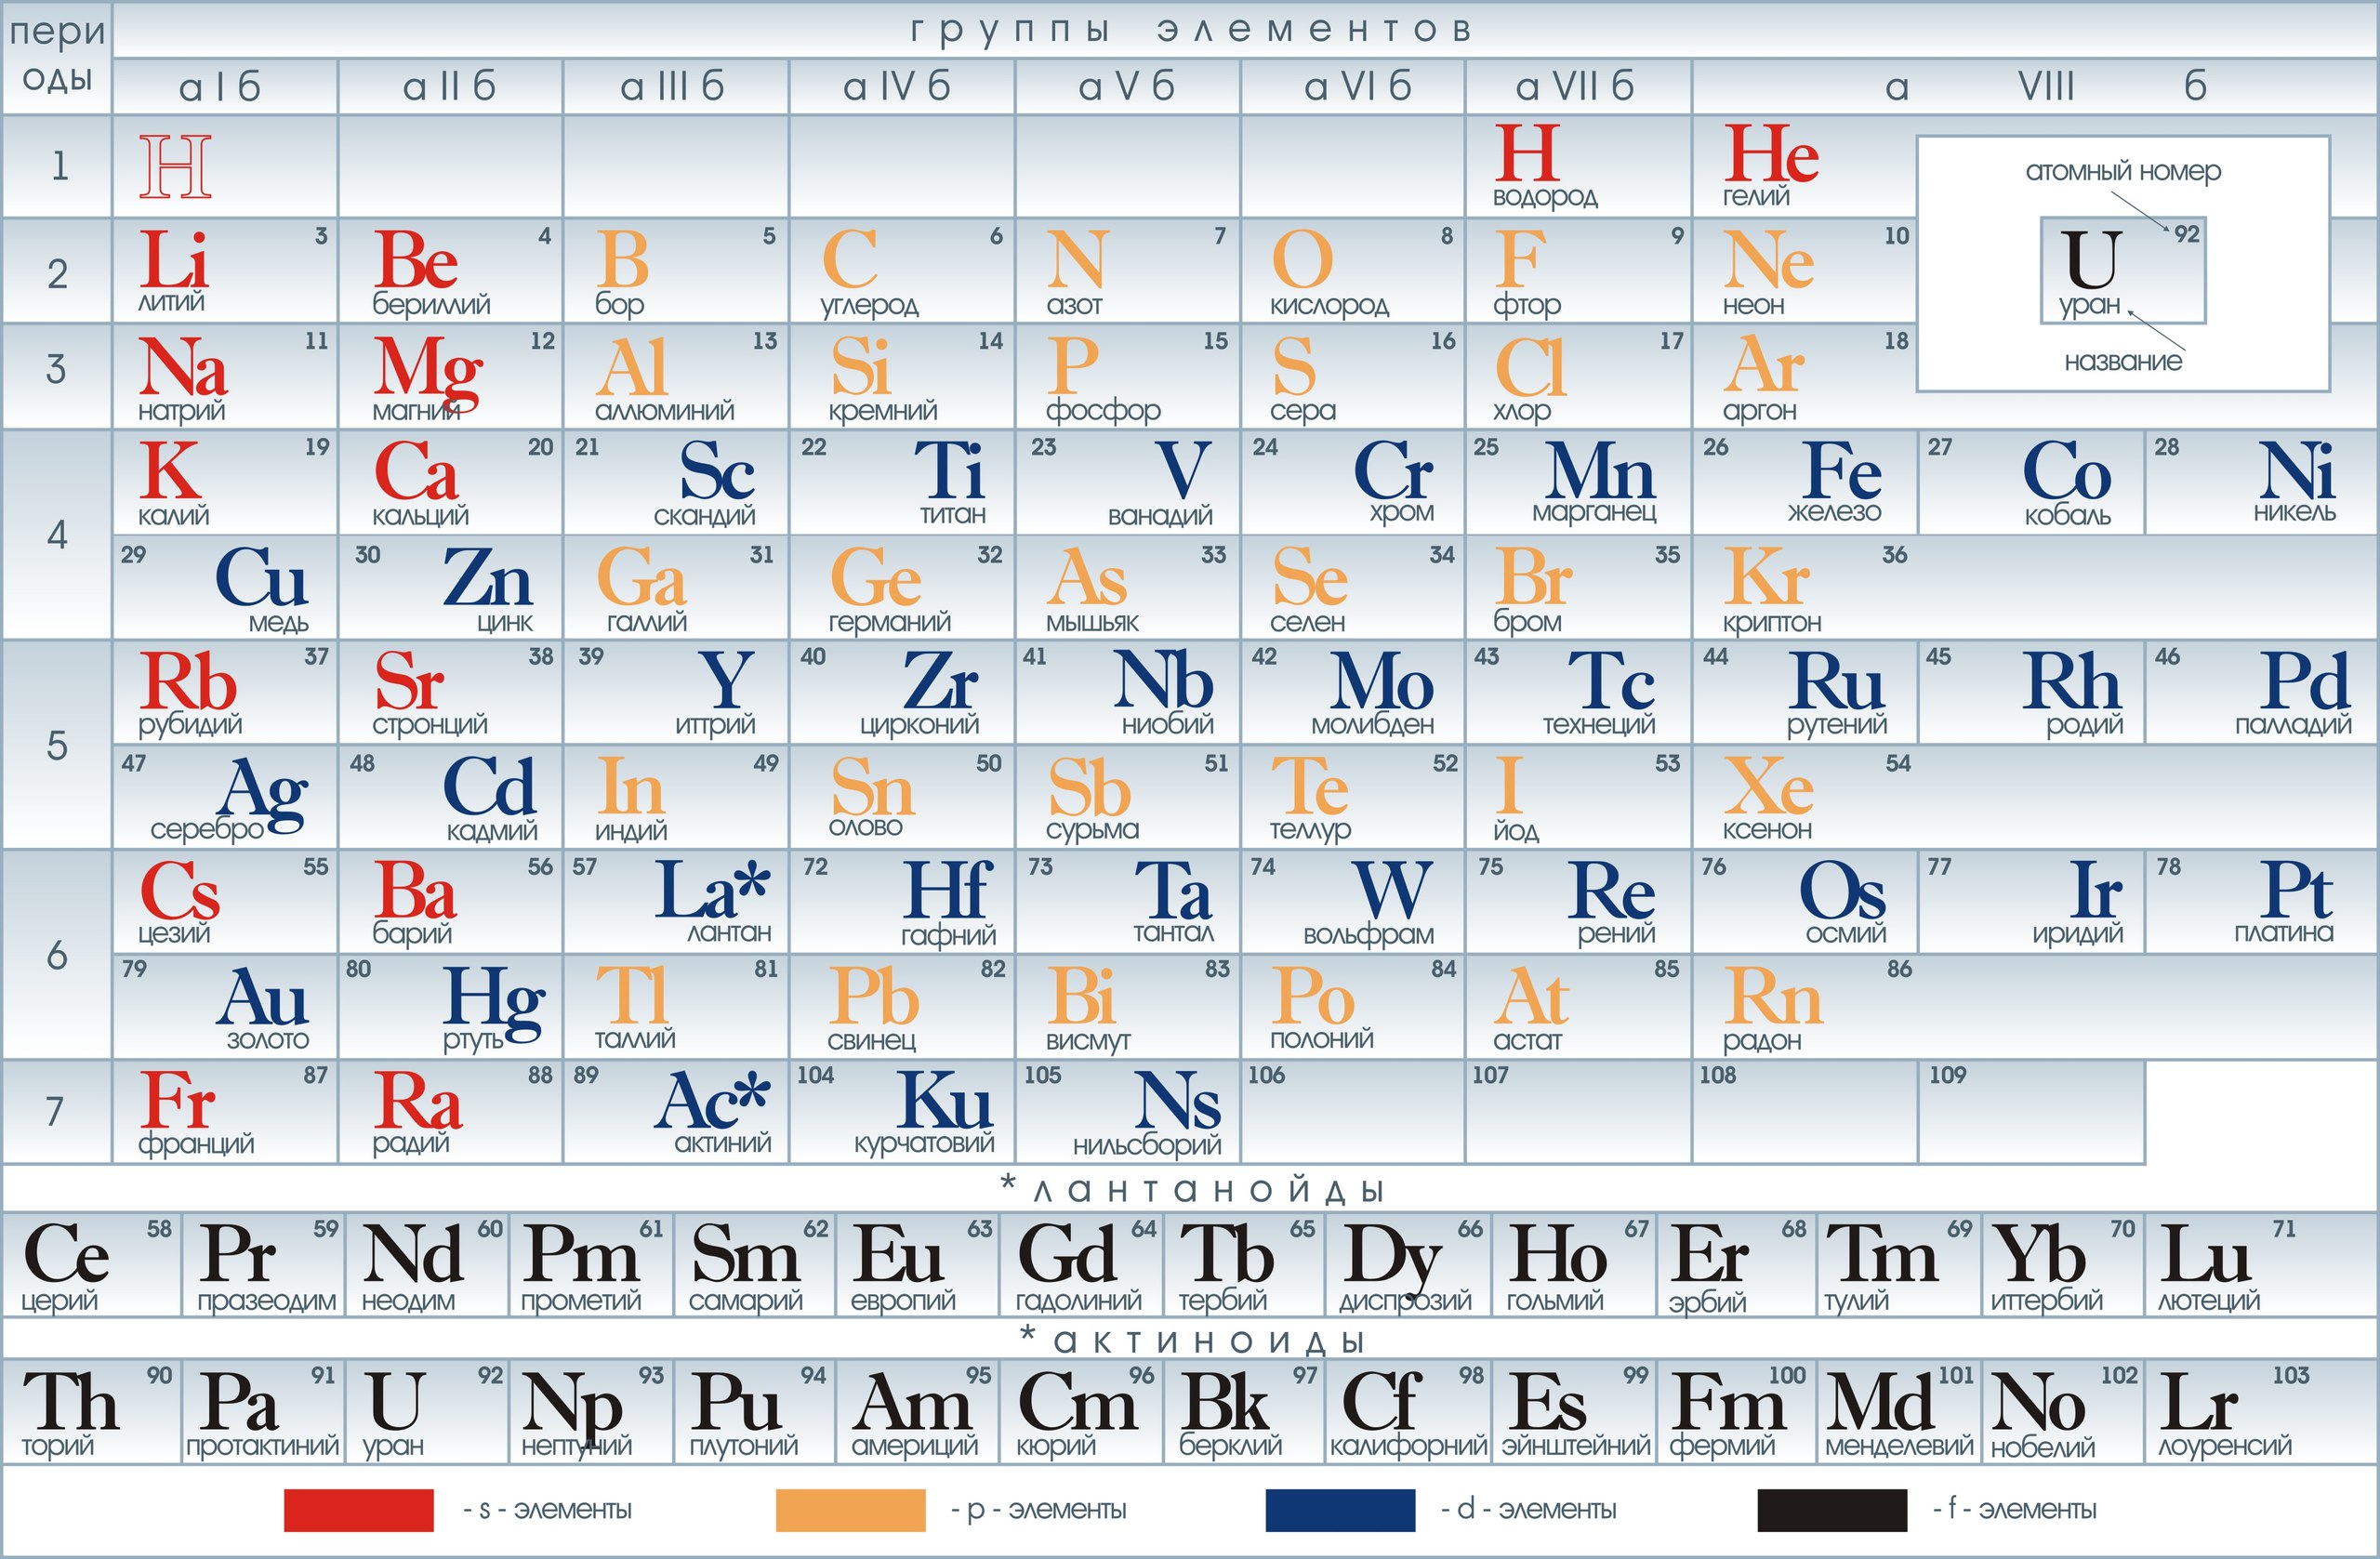 пери
оды
группы элементов
а I б а II б а III б а IV б а V б а VI б а VII б а VIII б
1 H H He
водород гелий
атомный номер
U 92
уран
название
2 Li 3 Be 4 B 5 C 6 N 7 O 8 F 9 Ne 10
литий бериллий бор углерод азот кислород фтор неон
3 Na 11 Mg 12 Al 13 Si 14 P 15 S 16 Cl 17 Ar 18
натрий магний аллюминий кремний фосфор сера хлор аргон
4 K 19 Ca 20 21 Sc 22 Ti 23 V 24 Cr 25 Mn 26 Fe 27 Co 28 Ni
калий кальций скандий титан ванадий хром марганец железо кобаль никель
29 Cu 30 Zn Ga 31 Ge 32 As 33 Se 34 Br 35 Kr 36
медь цинк галлий германий мышьяк селен бром криптон
5 Rb 37 Sr 38 39 Y 40 Zr 41 Nb 42 Mo 43 Tc 44 Ru 45 Rh 46 Pd
рубидий стронций иттрий цирконий ниобий молибден технеций рутений родий палладий
47 Ag 48 Cd In 49 Sn 50 Sb 51 Te 52 I 53 Xe 54
серебро кадмий индий олово сурьма теллур йод ксенон
6 Cs 55 Ba 56 57 La* 72 Hf 73 Ta 74 W 75 Re 76 Os 77 Ir 78 Pt
цезий барий лантан гафний тантал вольфрам рений осмий иридий платина
79 Au 80 Hg Tl 81 Pb 82 Bi 83 Po 84 At 85 Rn 86
золото ртуть таллий свинец висмут полоний астат радон
7 Fr 87 Ra 88 89 Ac* 104 Ku 105 Ns 106 107 108 109
франций радий актиний курчатовий нильсборий
*лантанойды
Ce 58 Pr 59 Nd 60 Pm 61 Sm 62 Eu 63 Gd 64 Tb 65 Dy 66 Ho 67 Er 68 Tm 69 Yb 70 Lu 71
церий празеодим неодим прометий самарий европий гадолиний тербий диспрозий гольмий эрбий тулий иттербий лютеций
*актиноиды
Th 90 Pa 91 U 92 Np 93 Pu 94 Am 95 Cm 96 Bk 97 Cf 98 Es 99 Fm 100 Md 101 No 102 Lr 103
торий протактиний уран нептуний плутоний америций кюрий берклий калифорний эйнштейний фермий менделевий нобелий лоуренсий
- s - элементы - p - элементы - d - элементы - f - элементы